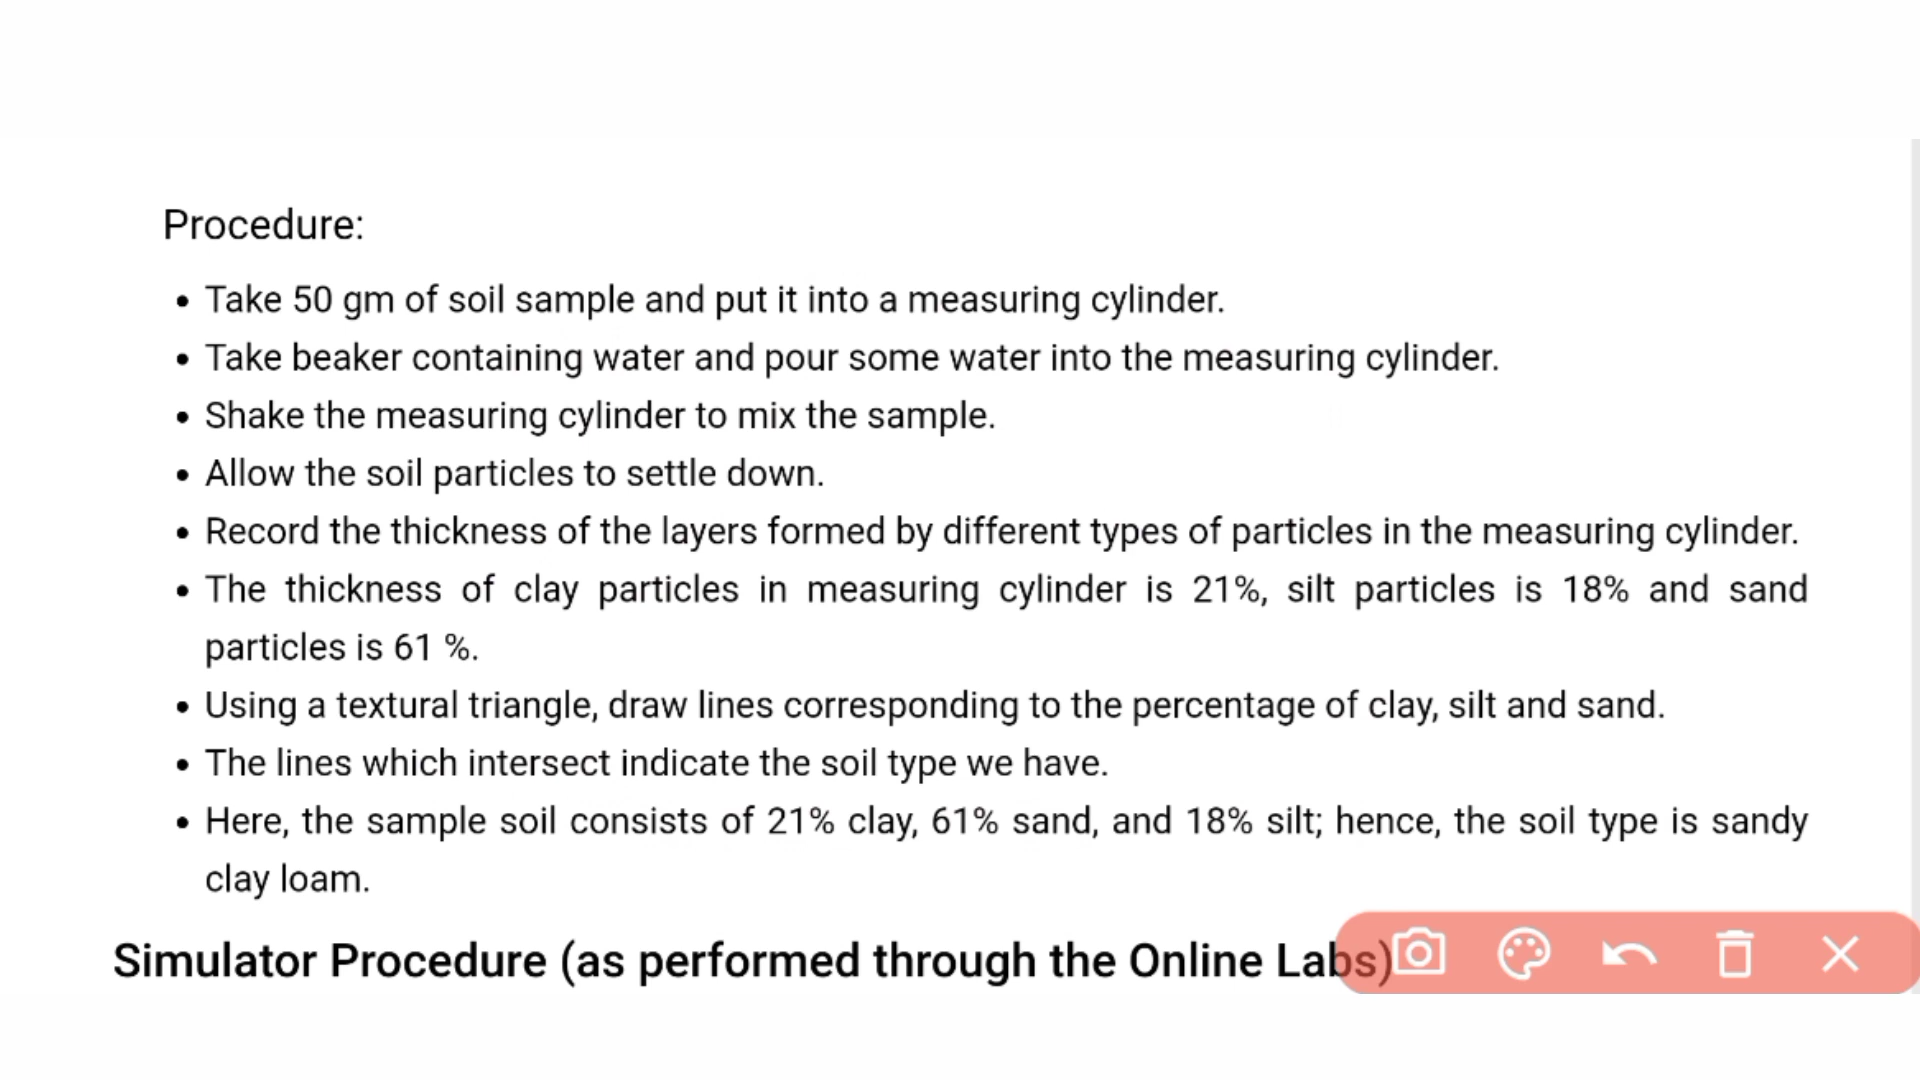 Procedure:
• Take 50 gm of soil sample and put it into a measuring cylinder.
• Take beaker containing water and pour some water into the measuring cylinder.
• Shake the measuring cylinder to mix the sample.
• Allow the soil particles to settle down.
• Record the thickness of the layers formed by different types of particles in the measuring cylinder.
• The thickness of clay particles in measuring cylinder is 21%, silt particles is 18% and sand
particles is 61 %.
• Using a textural triangle, draw lines corresponding to the percentage of clay, silt and sand.
• The lines which intersect indicate the soil type we have.
• Here, the sample soil consists of 21% clay, 61% sand, and 18% silt; hence, the soil type is sandy
clay loam.
Simulator Procedure (as performed through the Online Labs)